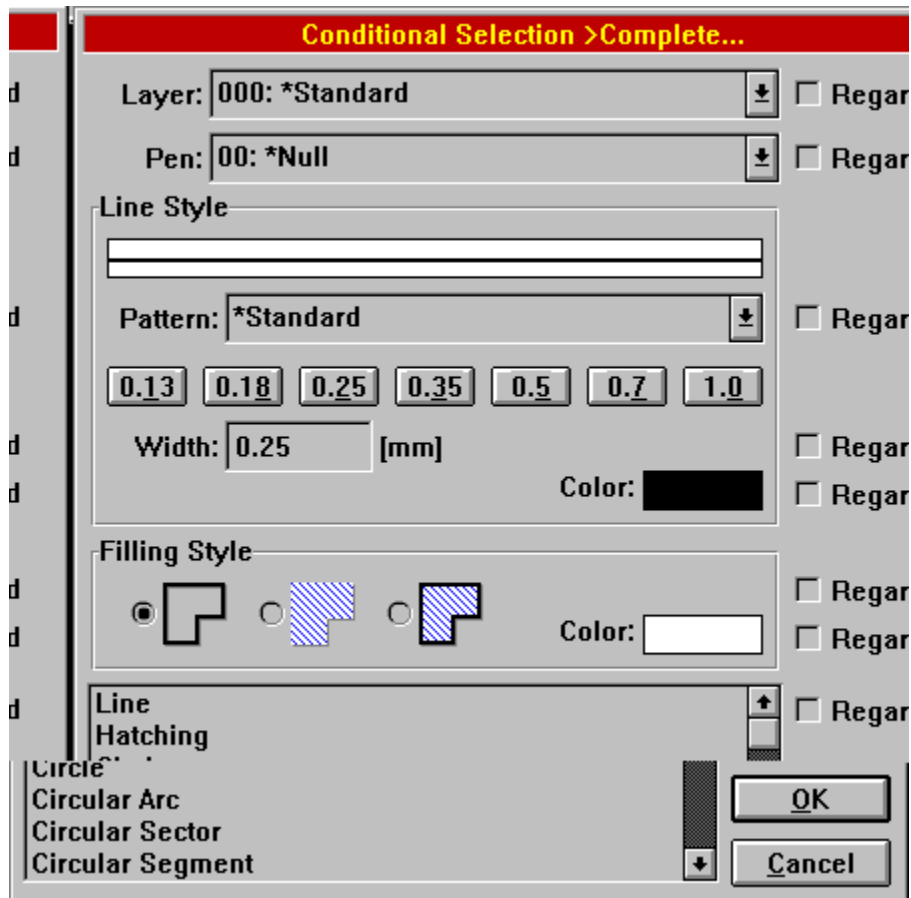 Conditional Selection >Complete...
d Layer: 000: *Standard Regar
d Pen: 00: *Null Regar
Line Style
d Pattern: *Standard Regar
0.13 0.18 0.25 0.35 0.5 0.7 1.0
d Width: 0.25 [mm] Regar
d Color: Regar
Filling Style
d Regar
d Color: Regar
d Line Regar
Hatching
Circle
Circular Arc OK
Circular Sector
Circular Segment Cancel